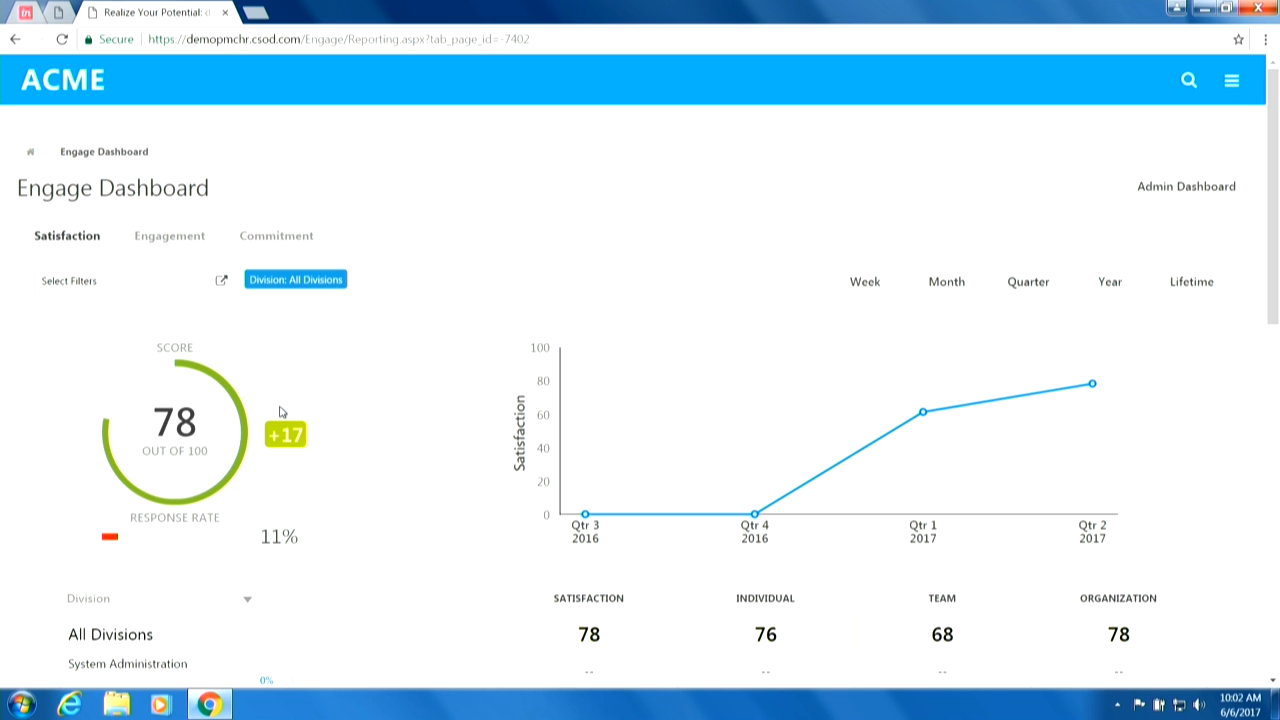 Realize Your Potential: d
Secure https://demopmchr.csod.com/Engage/Reporting.aspx?tab_page_id=-7402
ACME
Engage Dashboard
Engage Dashboard
Admin Dashboard
Satisfaction Engagement Commitment
Select Filters Division: All Divisions Week Month Quarter Year Lifetime
SCORE
78
OUT OF 100
+17
RESPONSE RATE
11%
Satisfaction
100
80
60
40
20
0
Qtr 3 2016
Qtr 4 2016
Qtr 1 2017
Qtr 2 2017
Division SATISFACTION INDIVIDUAL TEAM ORGANIZATION
All Divisions 78 76 68 78
System Administration -- -- -- --
0%
10:02 AM
6/6/2017